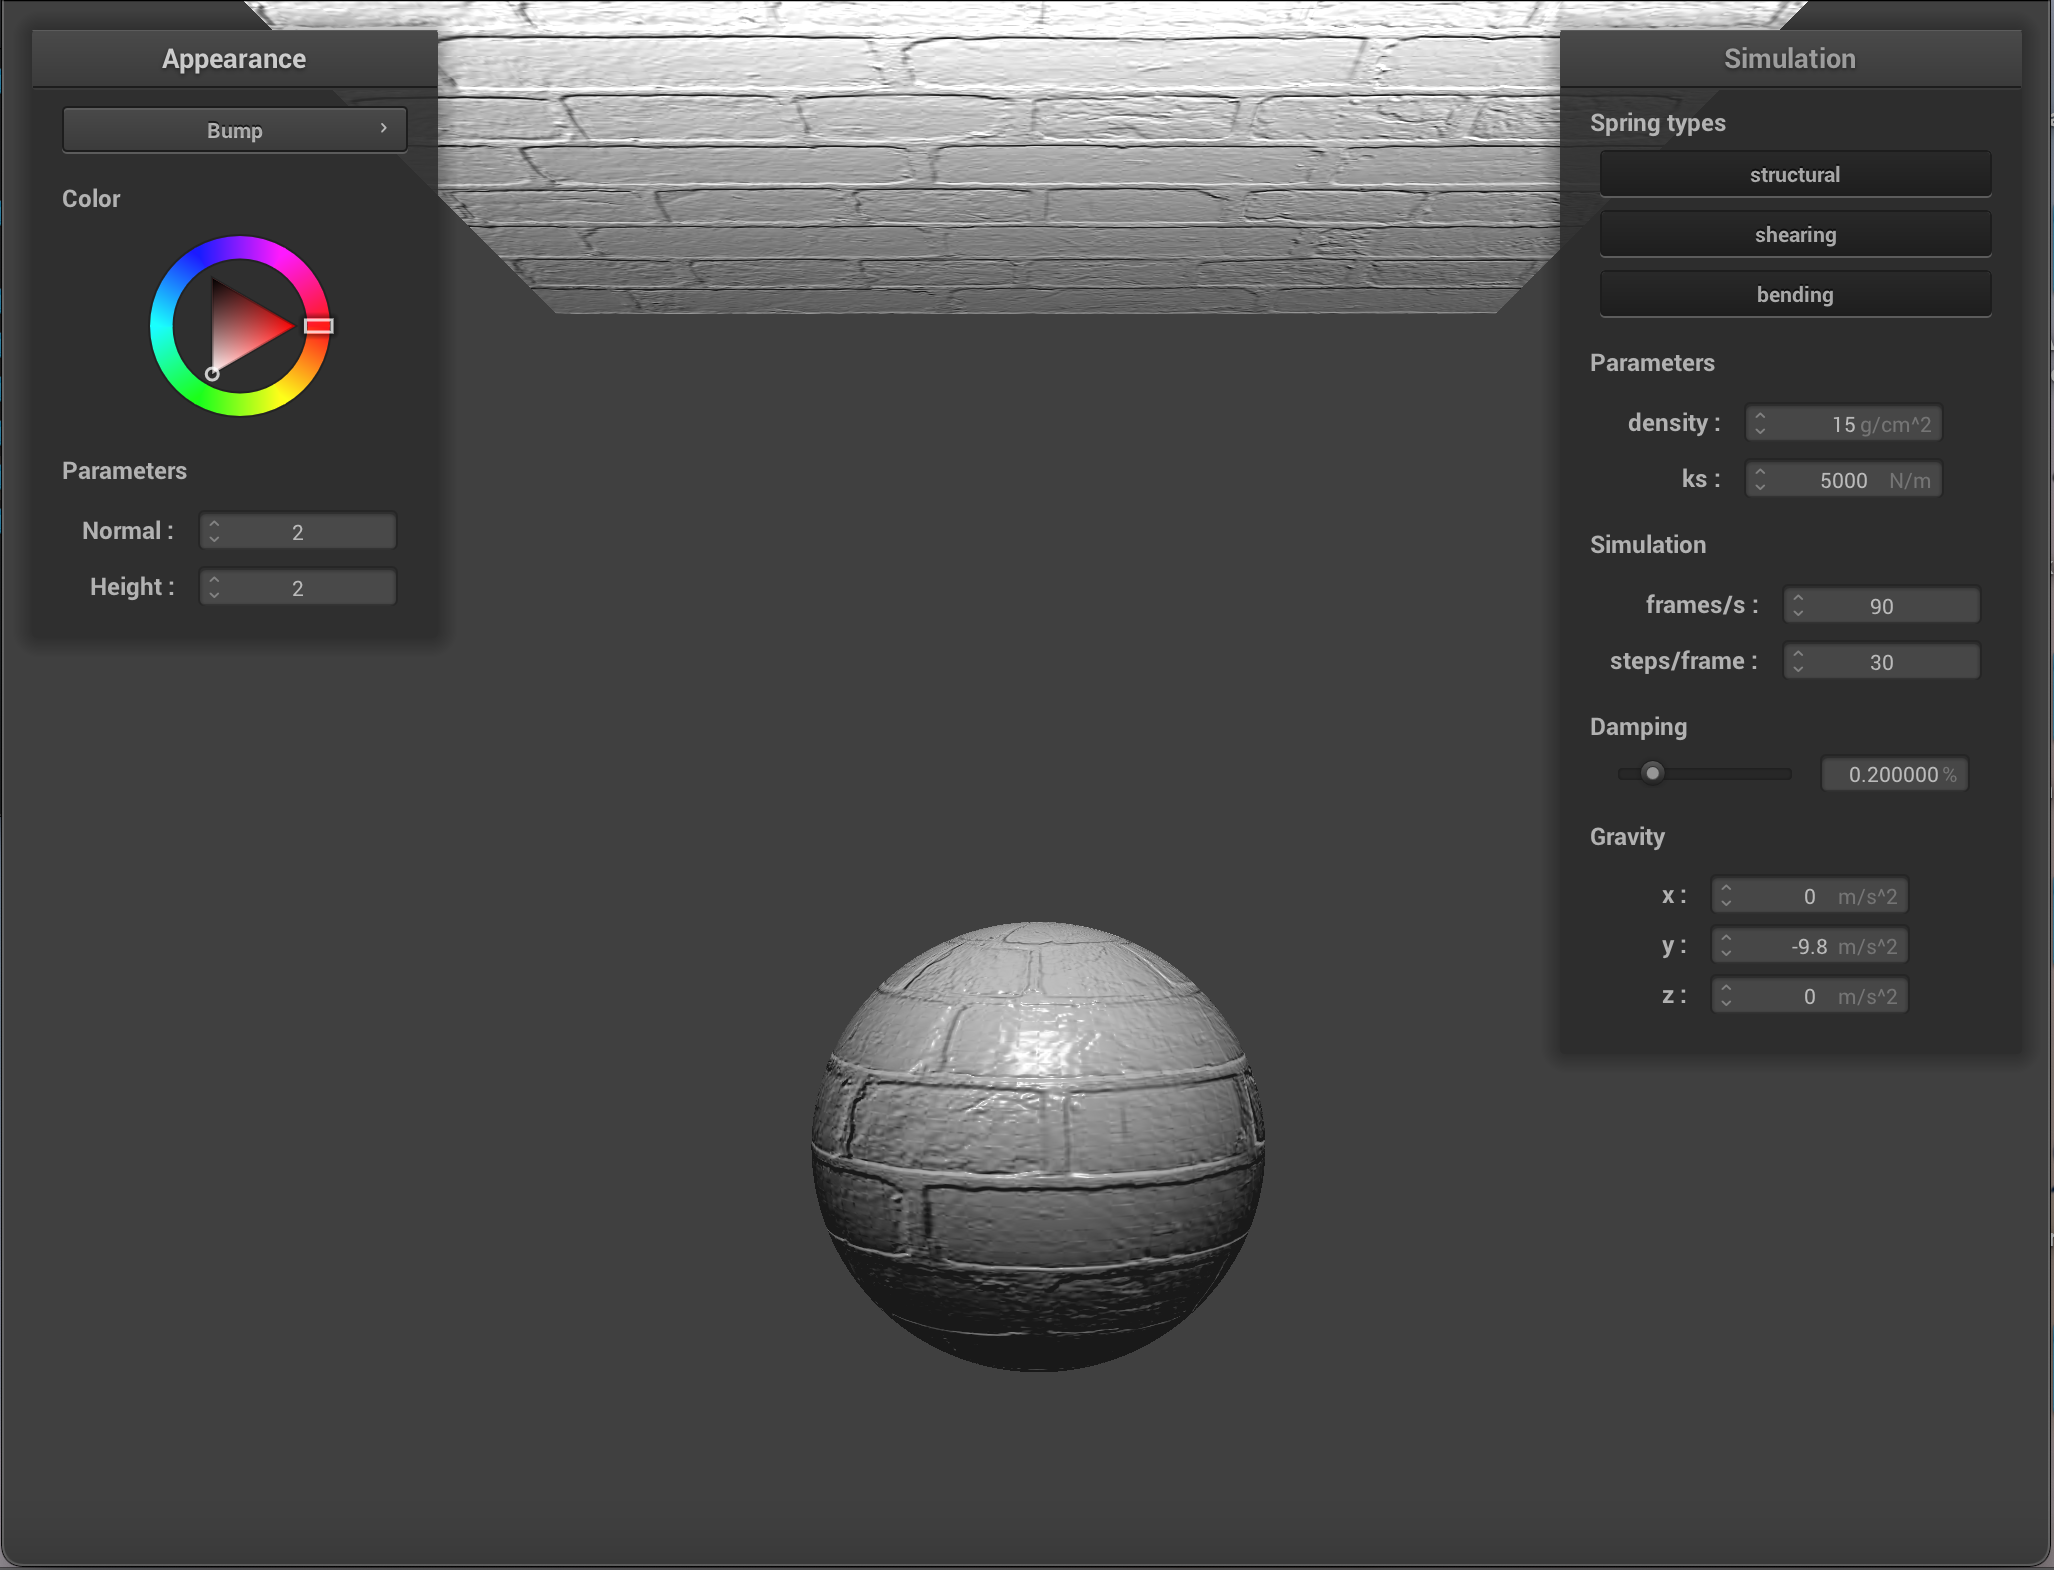 Appearance
Bump
Color
Parameters
Normal :
2
Height :
2
Simulation
Spring types
structural
shearing
bending
Parameters
density :
15 g/cm^2
ks :
5000 N/m
Simulation
frames/s :
90
steps/frame :
30
Damping
0.200000 %
Gravity
x :
0 m/s^2
y :
-9.8 m/s^2
z :
0 m/s^2